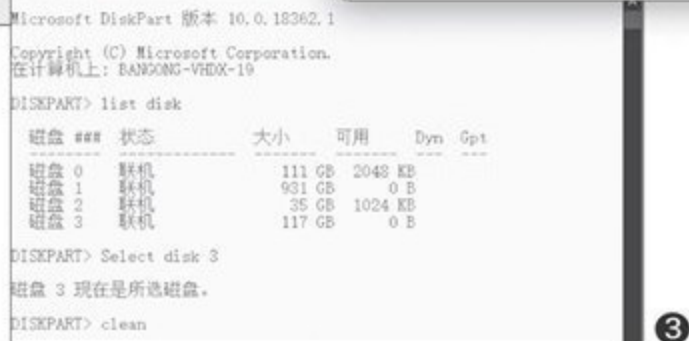 Microsoft DiskPart 版本 10.0.18362.1
Copyright (C) Microsoft Corporation.
在计算机上: BANGONG-VHDX-19
DISKPART> list disk
磁盘 ### 状态 大小 可用 Dyn Gpt
-------- ------------- ------- ------- --- ---
磁盘 0 联机 111 GB 2048 KB
磁盘 1 联机 931 GB 0 B
磁盘 2 联机 35 GB 1024 KB
磁盘 3 联机 117 GB 0 B
DISKPART> Select disk 3
磁盘 3 现在是所选磁盘。
DISKPART> clean
❸